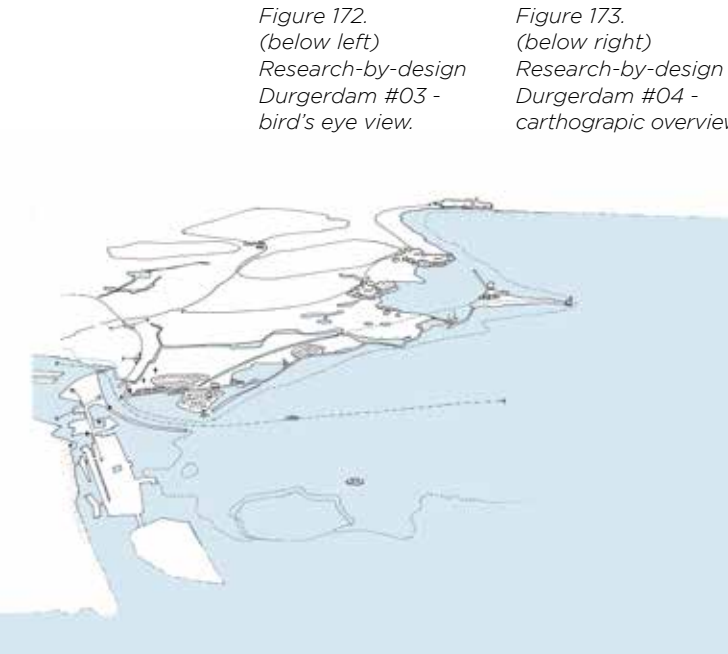 Figure 172.
(below left)
Research-by-design
Durgerdam #03 -
bird's eye view.
Figure 173.
(below right)
Research-by-design
Durgerdam #04 -
carthograpic